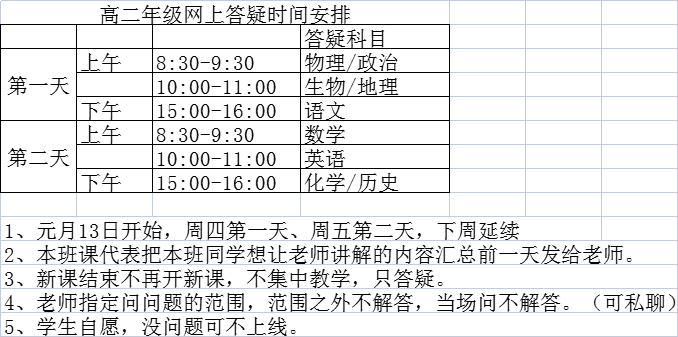 高二年级网上答疑时间安排
答疑科目
第一天 上午 8:30-9:30 物理/政治
10:00-11:00 生物/地理
下午 15:00-16:00 语文
第二天 上午 8:30-9:30 数学
10:00-11:00 英语
下午 15:00-16:00 化学/历史
1、元月13日开始，周四第一天、周五第二天，下周延续
2、本班课代表把本班同学想让老师讲解的内容汇总前一天发给老师。
3、新课结束不再开新课，不集中教学，只答疑。
4、老师指定问问题的范围，范围之外不解答，当场问不解答。（可私聊）
5、学生自愿，没问题可不上线。